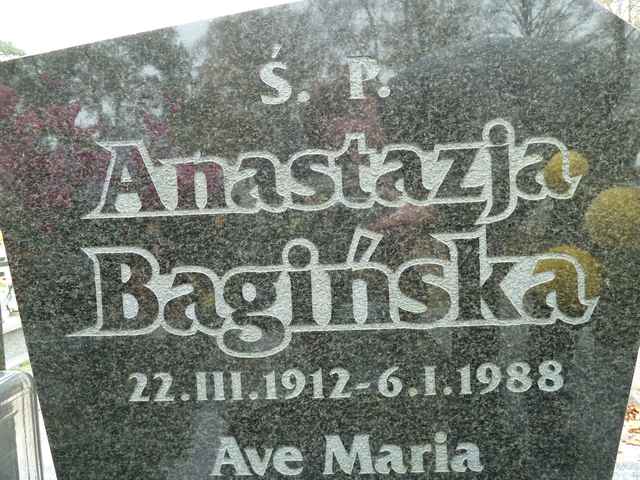 Ś. P.
Anastazja
Bagińska
22.III.1912-6.I.1988
Ave Maria